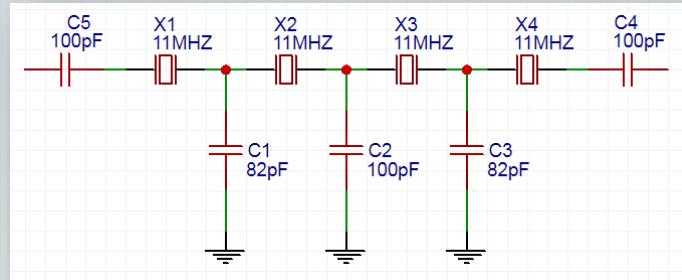 C5
100pF
X1
11MHZ
X2
11MHZ
X3
11MHZ
X4
11MHZ
C4
100pF
C1
82pF
C2
100pF
C3
82pF